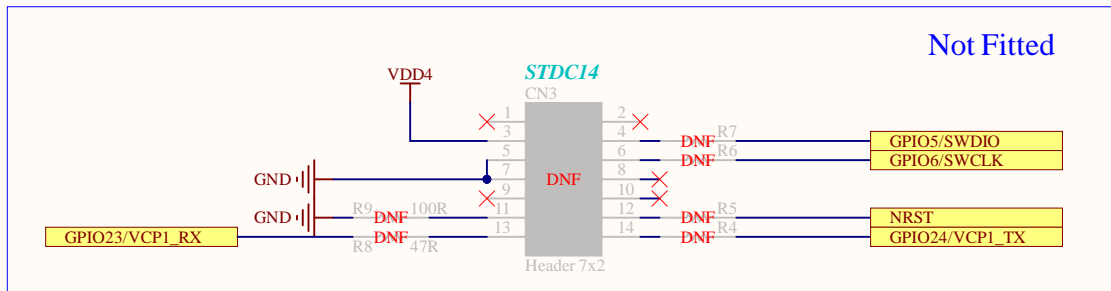 Not Fitted
VDD4
STDC14
CN3
1 2
3 4 DNF R7 GPIO5/SWDIO
5 6 DNF R6 GPIO6/SWCLK
GND 7 DNF 8
9 10
GND R9 DNF 100R 11 12 DNF R5 NRST
GPIO23/VCP1_RX R8 DNF 47R 13 14 DNF R4 GPIO24/VCP1_TX
Header 7x2